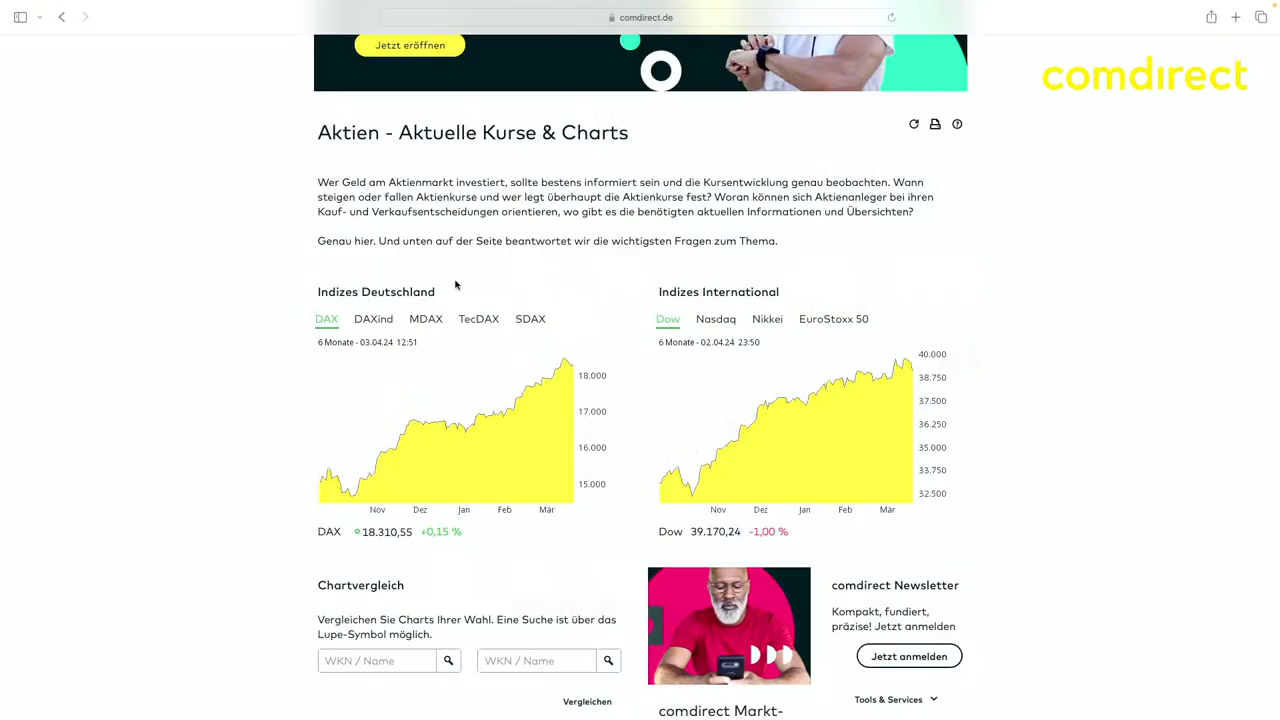 comdirect.de
Jetzt eröffnen
comdirect
Aktien - Aktuelle Kurse & Charts
Wer Geld am Aktienmarkt investiert, sollte bestens informiert sein und die Kursentwicklung genau beobachten. Wann
steigen oder fallen Aktienkurse und wer legt überhaupt die Aktienkurse fest? Woran können sich Aktienanleger bei ihren
Kauf- und Verkaufsentscheidungen orientieren, wo gibt es die benötigten aktuellen Informationen und Übersichten?
Genau hier. Und unten auf der Seite beantwortet wir die wichtigsten Fragen zum Thema.
Indizes Deutschland
DAX DAXind MDAX TecDAX SDAX
6 Monate - 03.04.24 12:51
18.000
17.000
16.000
15.000
Nov Dez Jan Feb Mär
DAX 18.310,55 +0,15 %
Indizes International
Dow Nasdaq Nikkei EuroStoxx 50
6 Monate - 02.04.24 23:50
40.000
38.750
37.500
36.250
35.000
33.750
32.500
Nov Dez Jan Feb Mär
Dow 39.170,24 -1,00 %
Chartvergleich
Vergleichen Sie Charts Ihrer Wahl. Eine Suche ist über das
Lupe-Symbol möglich.
WKN / Name WKN / Name
Vergleichen
comdirect Markt-
comdirect Newsletter
Kompakt, fundiert,
präzise! Jetzt anmelden
Jetzt anmelden
Tools & Services